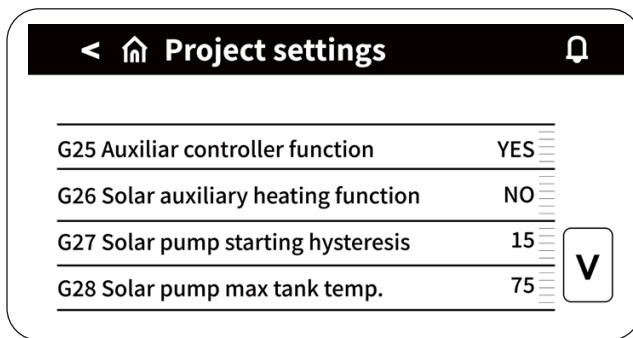 < Project settings
G25 Auxiliar controller function YES
G26 Solar auxiliary heating function NO
G27 Solar pump starting hysteresis 15
G28 Solar pump max tank temp. 75
V